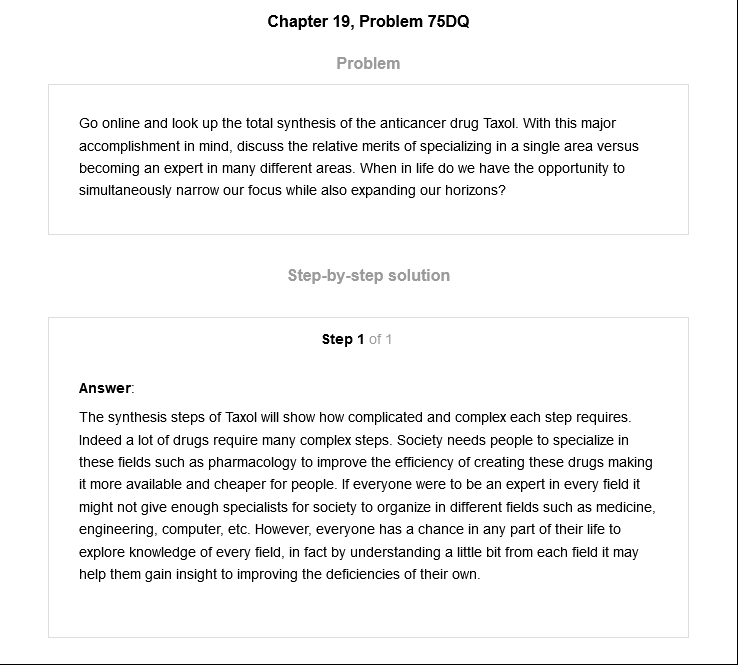 Chapter 19, Problem 75DQ
Problem
Go online and look up the total synthesis of the anticancer drug Taxol. With this major
accomplishment in mind, discuss the relative merits of specializing in a single area versus
becoming an expert in many different areas. When in life do we have the opportunity to
simultaneously narrow our focus while also expanding our horizons?
Step-by-step solution
Step 1 of 1
Answer:
The synthesis steps of Taxol will show how complicated and complex each step requires.
Indeed a lot of drugs require many complex steps. Society needs people to specialize in
these fields such as pharmacology to improve the efficiency of creating these drugs making
it more available and cheaper for people. If everyone were to be an expert in every field it
might not give enough specialists for society to organize in different fields such as medicine,
engineering, computer, etc. However, everyone has a chance in any part of their life to
explore knowledge of every field, in fact by understanding a little bit from each field it may
help them gain insight to improving the deficiencies of their own.